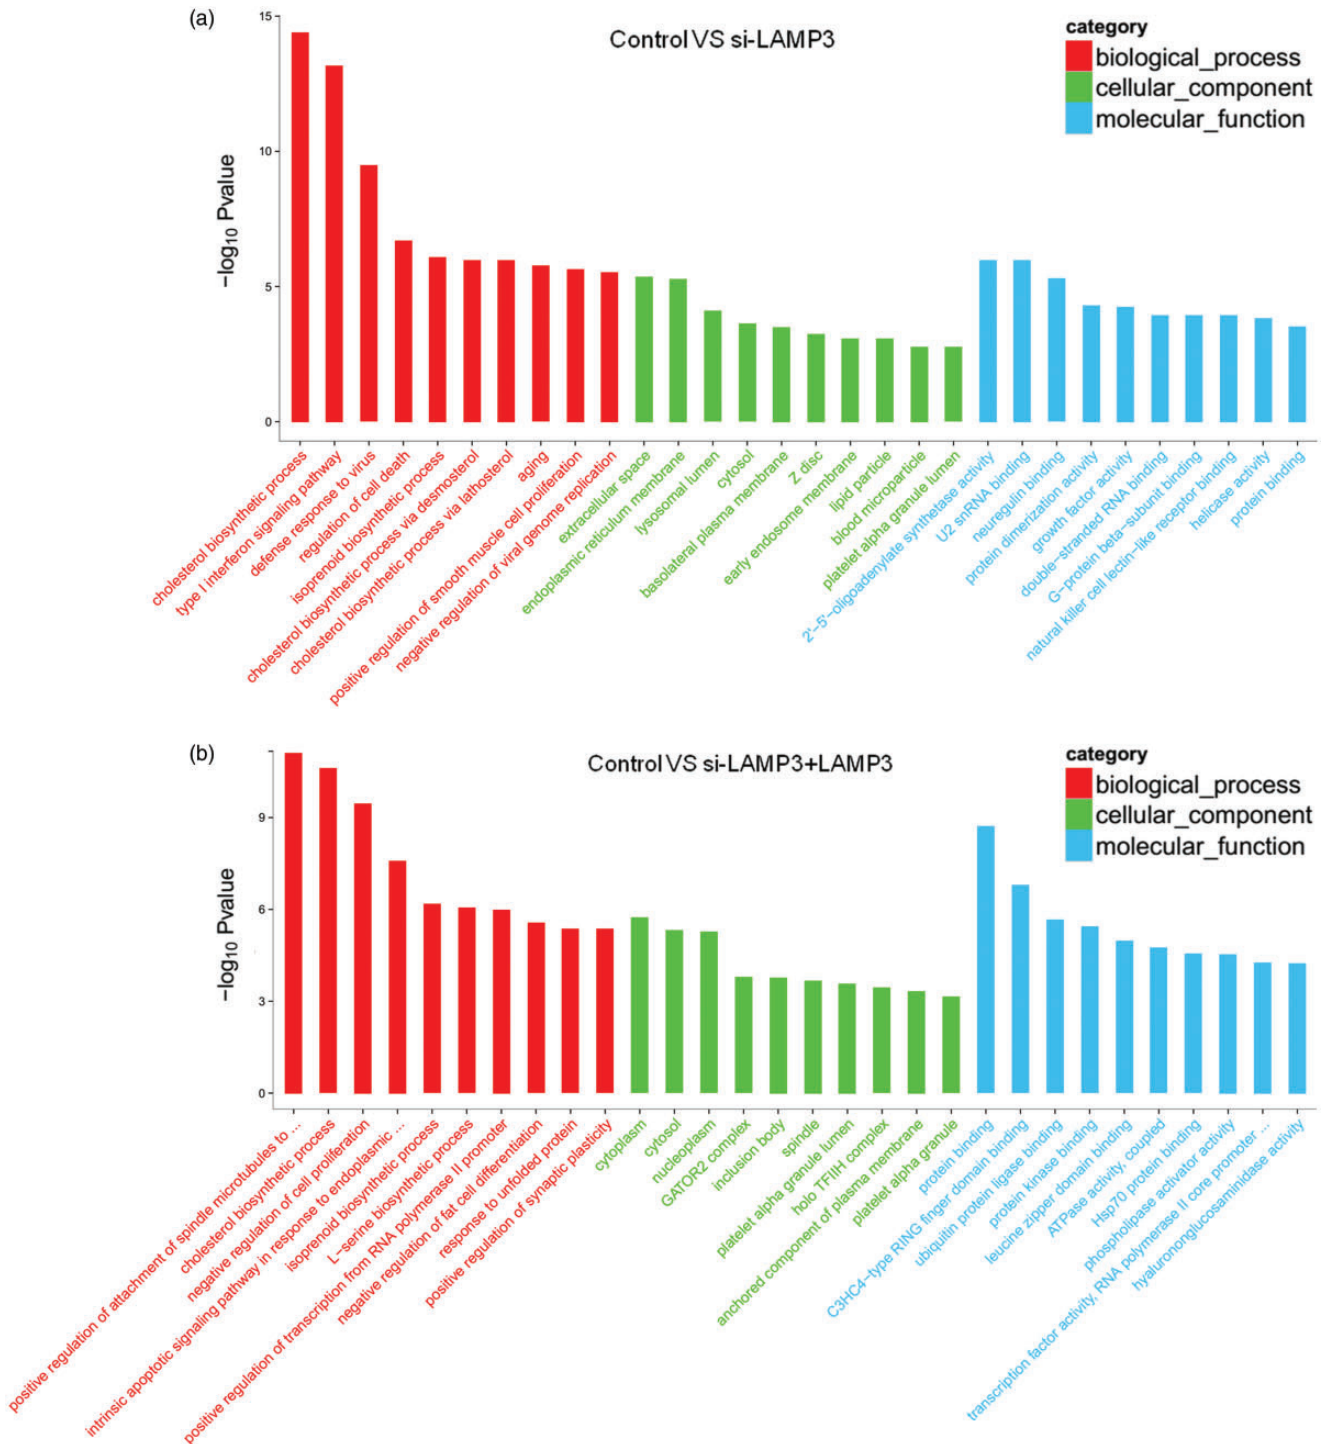 (a)
Control VS si-LAMP3
category
biological_process
cellular_component
molecular_function
−log10 Pvalue
15
10
5
0
cholesterol biosynthetic process
type I interferon signaling pathway
defense response to virus
regulation of cell death
isoprenoid biosynthetic process
cholesterol biosynthetic process via desmosterol
cholesterol biosynthetic process via lathosterol
aging
positive regulation of smooth muscle cell proliferation
negative regulation of viral genome replication
extracellular space
endoplasmic reticulum membrane
lysosomal lumen
cytosol
basolateral plasma membrane
Z disc
early endosome membrane
lipid particle
blood microparticle
platelet alpha granule lumen
2'−5'−oligoadenylate synthetase activity
U2 snRNA binding
neuregulin binding
protein dimerization activity
growth factor activity
double−stranded RNA binding
G−protein beta−subunit binding
natural killer cell lectin−like receptor binding
helicase activity
protein binding
(b)
Control VS si-LAMP3+LAMP3
category
biological_process
cellular_component
molecular_function
−log10 Pvalue
9
6
3
0
positive regulation of attachment of spindle microtubules to ...
cholesterol biosynthetic process
negative regulation of cell proliferation
intrinsic apoptotic signaling pathway in response to endoplasmic ...
isoprenoid biosynthetic process
L−serine biosynthetic process
positive regulation of transcription from RNA polymerase II promoter
negative regulation of fat cell differentiation
response to unfolded protein
positive regulation of synaptic plasticity
cytoplasm
cytosol
nucleoplasm
GATOR2 complex
inclusion body
spindle
platelet alpha granule lumen
holo TFIIH complex
anchored component of plasma membrane
platelet alpha granule
protein binding
C3HC4−type RING finger domain binding
ubiquitin protein ligase binding
protein kinase binding
leucine zipper domain binding
ATPase activity, coupled
Hsp70 protein binding
phospholipase activator activity
transcription factor activity, RNA polymerase II core promoter ...
hyalurononglucosaminidase activity